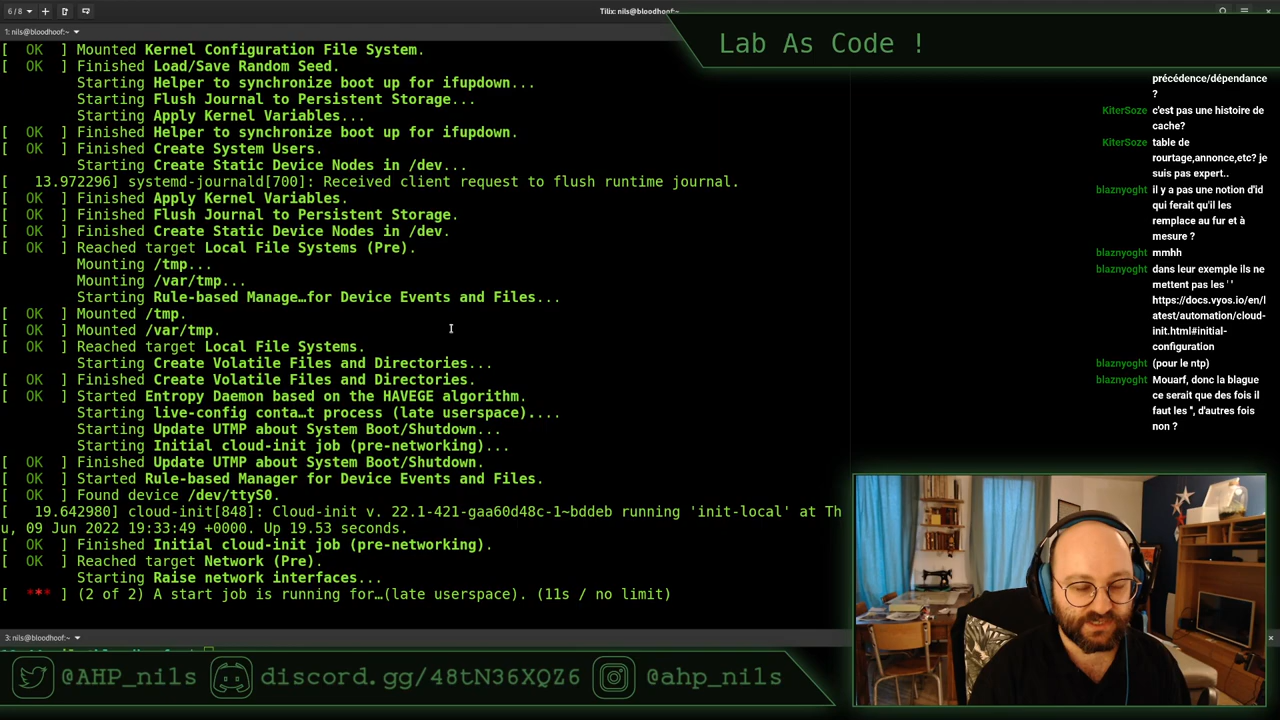 6 / 8
Tilix: nils@bloodhoof:~
1: nils@bloodhoof:~
Lab As Code !
[  OK  ] Mounted Kernel Configuration File System.
[  OK  ] Finished Load/Save Random Seed.
Starting Helper to synchronize boot up for ifupdown...
Starting Flush Journal to Persistent Storage...
Starting Apply Kernel Variables...
[  OK  ] Finished Helper to synchronize boot up for ifupdown.
[  OK  ] Finished Create System Users.
Starting Create Static Device Nodes in /dev...
[   13.972296] systemd-journald[700]: Received client request to flush runtime journal.
[  OK  ] Finished Apply Kernel Variables.
[  OK  ] Finished Flush Journal to Persistent Storage.
[  OK  ] Finished Create Static Device Nodes in /dev.
[  OK  ] Reached target Local File Systems (Pre).
Mounting /tmp...
Mounting /var/tmp...
Starting Rule-based Manage…for Device Events and Files...
[  OK  ] Mounted /tmp.
[  OK  ] Mounted /var/tmp.
[  OK  ] Reached target Local File Systems.
Starting Create Volatile Files and Directories...
[  OK  ] Finished Create Volatile Files and Directories.
[  OK  ] Started Entropy Daemon based on the HAVEGE algorithm.
Starting live-config conta…t process (late userspace)....
Starting Update UTMP about System Boot/Shutdown...
Starting Initial cloud-init job (pre-networking)...
[  OK  ] Finished Update UTMP about System Boot/Shutdown.
[  OK  ] Started Rule-based Manager for Device Events and Files.
[  OK  ] Found device /dev/ttyS0.
[   19.642980] cloud-init[848]: Cloud-init v. 22.1-421-gaa60d48c-1~bddeb running 'init-local' at Th
u, 09 Jun 2022 19:33:49 +0000. Up 19.53 seconds.
[  OK  ] Finished Initial cloud-init job (pre-networking).
[  OK  ] Reached target Network (Pre).
Starting Raise network interfaces...
[  *** ] (2 of 2) A start job is running for…(late userspace). (11s / no limit)
3: nils@bloodhoof:~
précédence/dépendance
?
KiterSoze c'est pas une histoire de
cache?
KiterSoze table de
rourtage,annonce,etc? je
suis pas expert..
blaznyoght il y a pas une notion d'id
qui ferait qu'il les
remplace au fur et à
mesure ?
blaznyoght mmhh
blaznyoght dans leur exemple ils ne
mettent pas les ' '
https://docs.vyos.io/en/l
atest/automation/cloud-
init.html#initial-
configuration
blaznyoght (pour le ntp)
blaznyoght Mouarf, donc la blague
ce serait que des fois il
faut les '', d'autres fois
non ?
@AHP_nils discord.gg/48tN36XQZ6 @ahp_nils